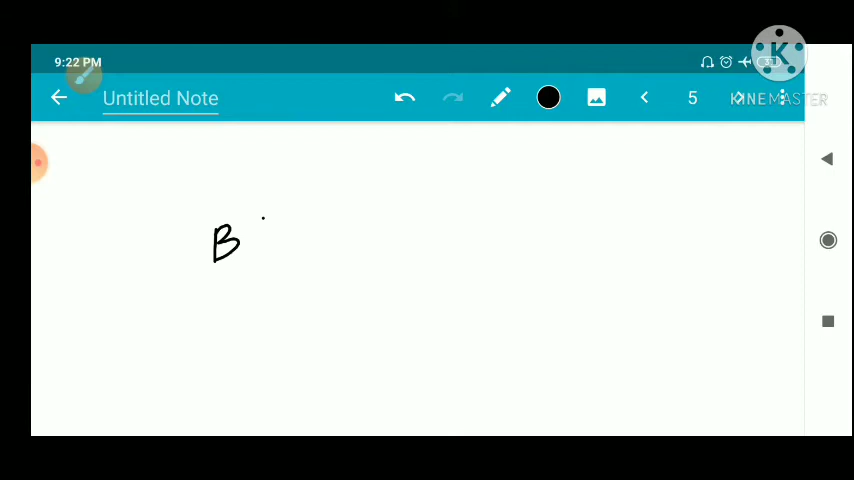 9:22 PM
Untitled Note
5
K
KINEMASTER
B